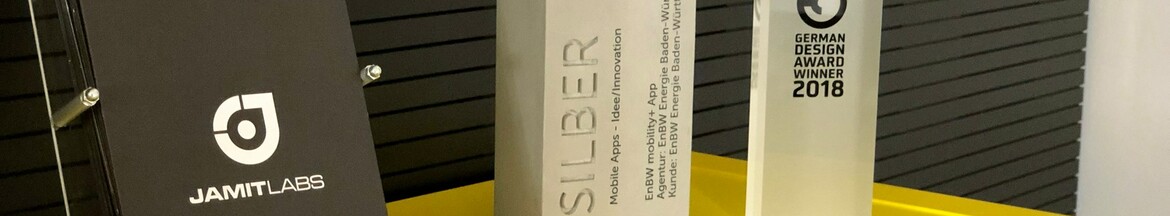 JAMITLABS
SILBER
Mobile Apps - Idee/Innovation
EnBW mobility+ App
Agentur: EnBW Energie Baden-Würt
Kunde: EnBW Energie Baden-Württ
GERMAN
DESIGN
AWARD
WINNER
2018